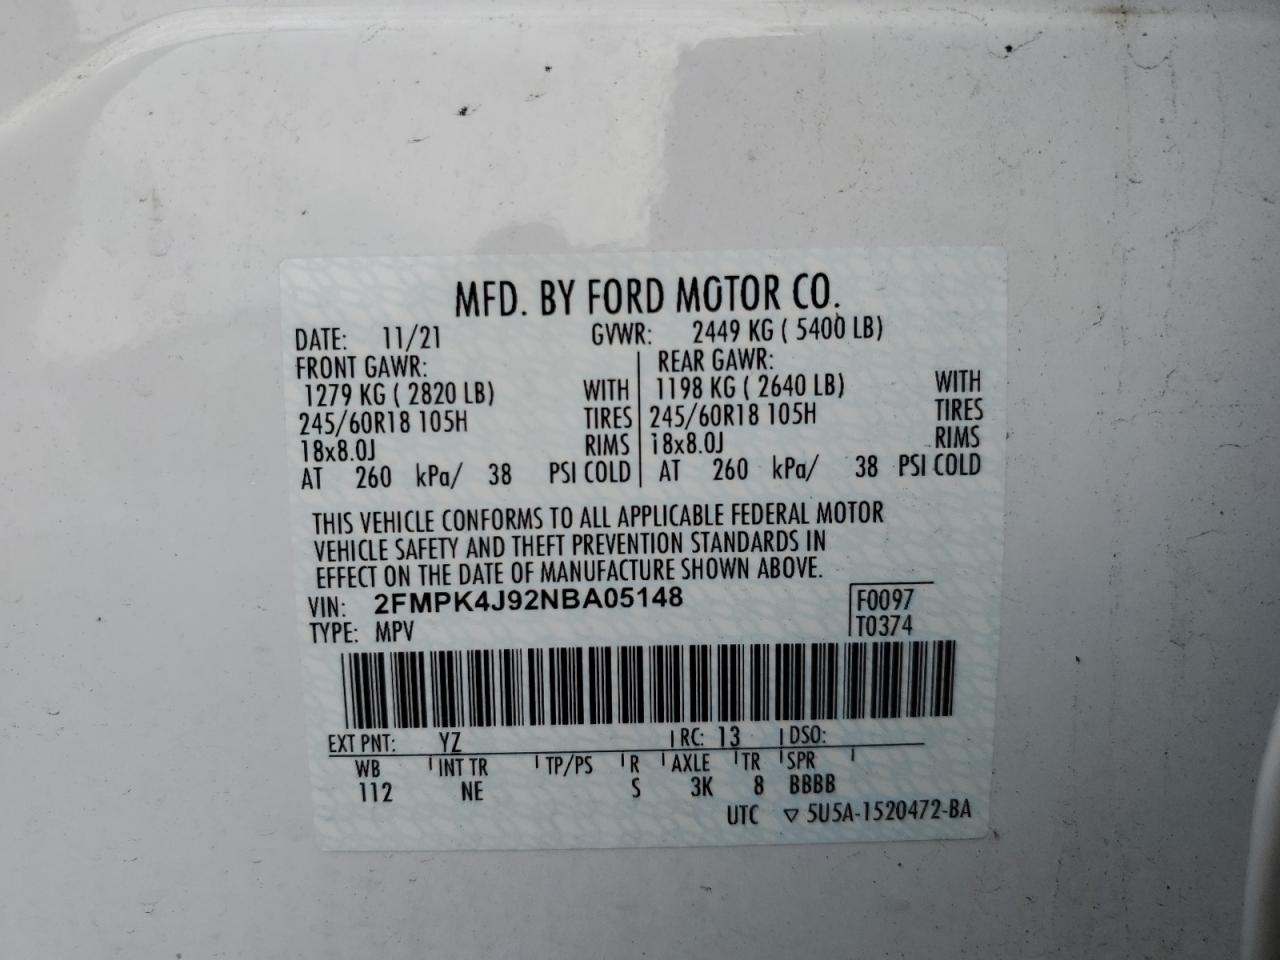 MFD. BY FORD MOTOR CO.
DATE: 11/21 GVWR: 2449 KG ( 5400 LB)
FRONT GAWR: REAR GAWR:
1279 KG ( 2820 LB) WITH 1198 KG ( 2640 LB) WITH
245/60R18 105H TIRES 245/60R18 105H TIRES
18x8.0J RIMS 18x8.0J RIMS
AT 260 kPa/ 38 PSI COLD AT 260 kPa/ 38 PSI COLD
THIS VEHICLE CONFORMS TO ALL APPLICABLE FEDERAL MOTOR
VEHICLE SAFETY AND THEFT PREVENTION STANDARDS IN
EFFECT ON THE DATE OF MANUFACTURE SHOWN ABOVE.
VIN: 2FMPK4J92NBA05148 F0097
TYPE: MPV T0374
EXT PNT: YZ RC: 13 DSO:
WB INT TR TP/PS R AXLE TR SPR
112 NE S 3K 8 BBBB
UTC ▽ 5U5A-1520472-BA